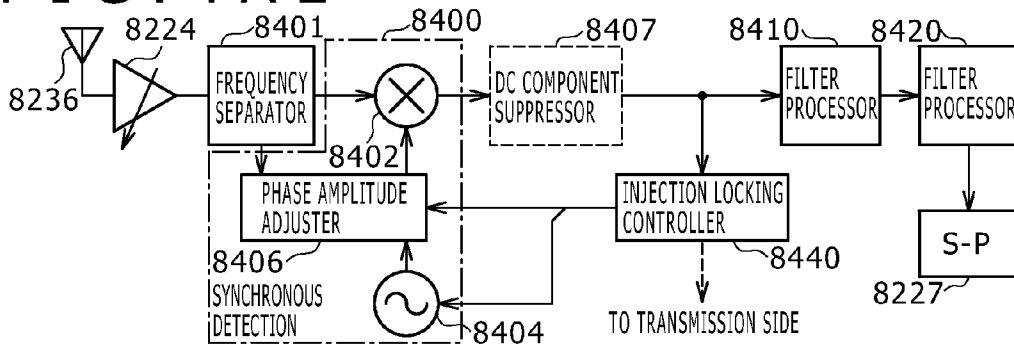 8236
8224
8401
FREQUENCY
SEPARATOR
8400
8402
8407
DC COMPONENT
SUPPRESSOR
8410
FILTER
PROCESSOR
8420
FILTER
PROCESSOR
PHASE AMPLITUDE
ADJUSTER
8406
INJECTION LOCKING
CONTROLLER
8440
S-P
8227
SYNCHRONOUS
DETECTION
8404
TO TRANSMISSION SIDE